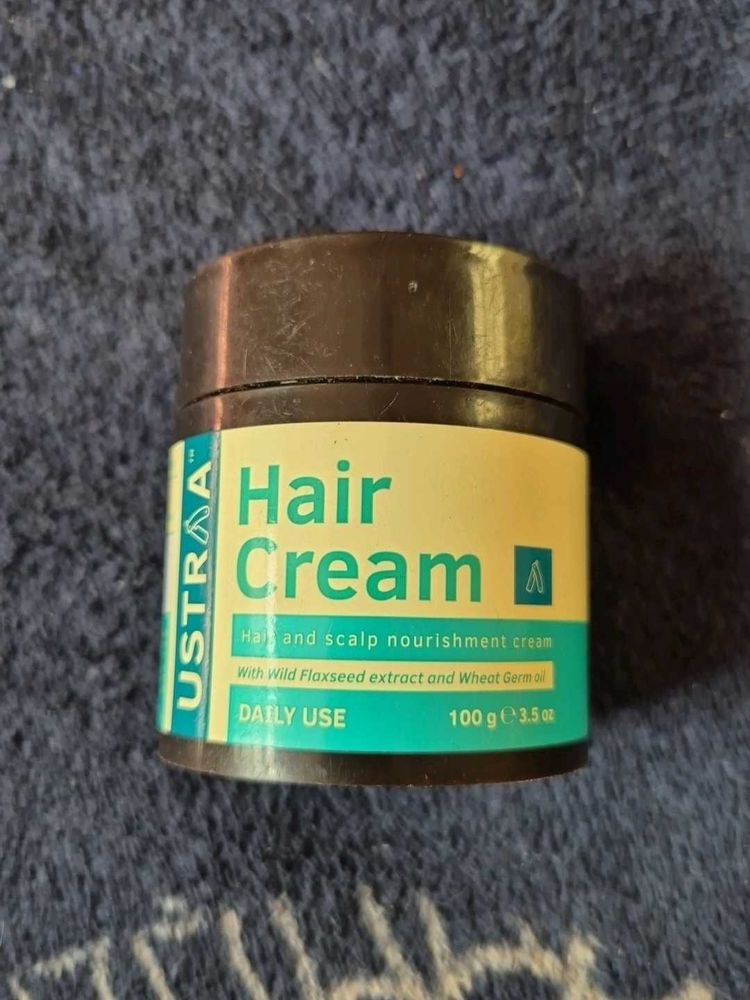 USTRAA™
Hair
Cream
Hair and scalp nourishment cream
With Wild Flaxseed extract and Wheat Germ oil
DAILY USE
100 g ℮ 3.5 oz